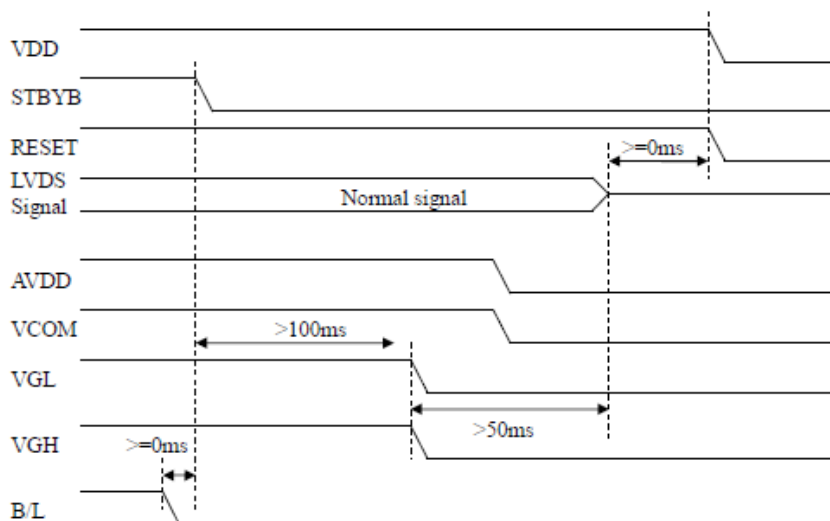 VDD
STBYB
RESET
>=0ms
LVDS
Signal
Normal signal
AVDD
VCOM
>100ms
VGL
>50ms
VGH
>=0ms
B/L